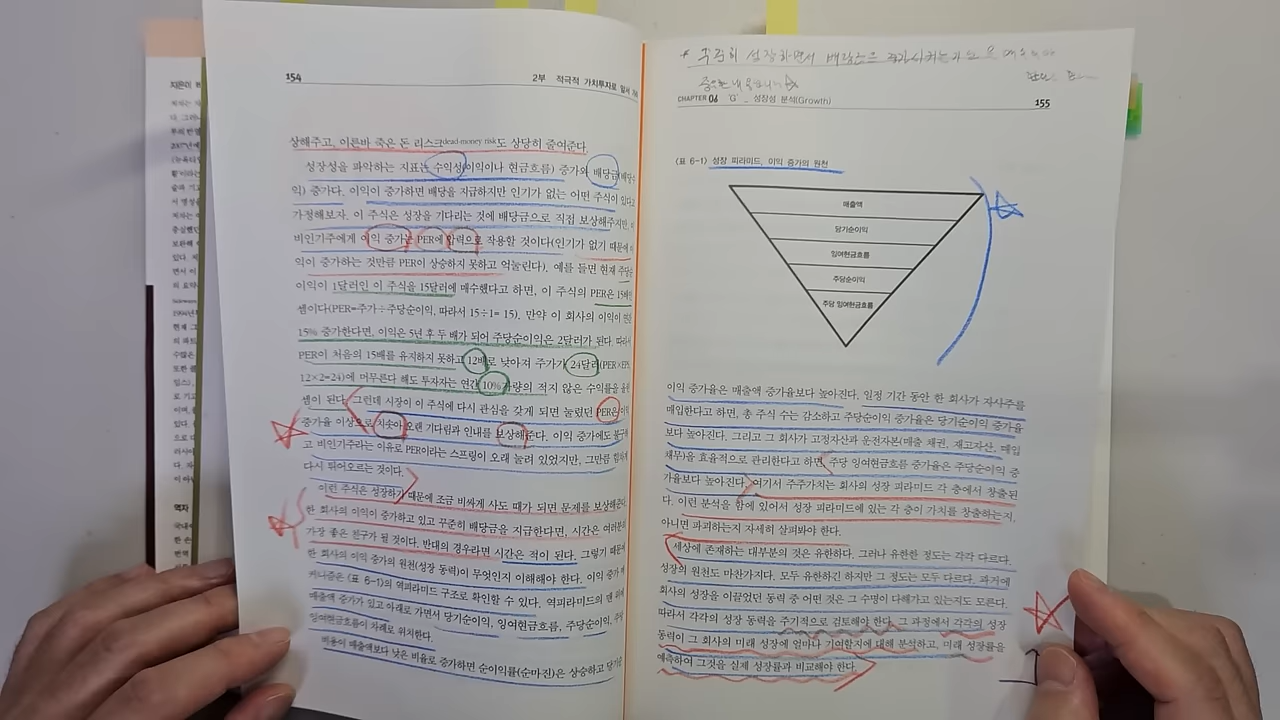 154
2부 적극적 가치투자로 일서
상해주고, 이른바 죽은 돈 리스크dead-money risk도 상당히 줄여준다.
성장성을 파악하는 지표는 수익성(이익이나 현금흐름) 증가와 배당금(배당
익) 증가다. 이익이 증가하면 배당을 지급하지만 인기가 없는 어떤 주식이 있다고
가정해보자. 이 주식은 성장을 기다리는 것에 배당금으로 직접 보상해주지만,
비인기주에게 이익 증가는 PER에 압력으로 작용할 것이다(인기가 없기 때문에
익이 증가하는 것만큼 PER이 상승하지 못하고 억눌린다). 예를 들면 현재 주당순
이익이 1달러인 이 주식을 15달러에 매수했다고 하면, 이 주식의 PER은 15배인
셈이다(PER=주가÷주당순이익, 따라서 15÷1= 15). 만약 이 회사의 이익이 매년
15% 증가한다면, 이익은 5년 후 두 배가 되어 주당순이익은 2달러가 된다. 따라서
PER이 처음의 15배를 유지하지 못하고 12배로 낮아져 주가가 24달러(PER×EPS,
12×2=24)에 머무른다 해도 투자자는 연간 10%가량의 적지 않은 수익률을 올린
셈이 된다. 그런데 시장이 이 주식에 다시 관심을 갖게 되면 눌렸던 PER은 이익
증가율 이상으로 치솟아 오랜 기다림과 인내를 보상해준다. 이익 증가에도 불구하
고 비인기주라는 이유로 PER이라는 스프링이 오래 눌려 있었지만, 그만큼 힘차게
다시 튀어오르는 것이다.
이런 주식은 성장하기 때문에 조금 비싸게 사도 때가 되면 문제를 보상해준다.
한 회사의 이익이 증가하고 있고 꾸준히 배당금을 지급한다면, 시간은 여러분의
가장 좋은 친구가 될 것이다. 반대의 경우라면 시간은 적이 된다. 그렇기 때문에
한 회사의 이익 증가의 원천(성장 동력)이 무엇인지 이해해야 한다. 이익 증가
〈표 6-1〉의 역피라미드 구조로 확인할 수 있다. 역피라미드의 맨 위에
매출액 증가가 있고 아래로 가면서 당기순이익, 잉여현금흐름, 주당순이익, 주당
잉여현금흐름이 차례로 위치한다.
비용이 매출액보다 낮은 비율로 증가하면 순이익률(순마진)은 상승하고
* 꾸준히 성장하면서 배당금을
CHAPTER 06 'G' _ 성장성 분석(Growth)
155
〈표 6-1〉 성장 피라미드, 이익 증가의 원천
매출액
당기순이익
잉여현금흐름
주당순이익
주당 잉여현금흐름
이익 증가율은 매출액 증가율보다 높아진다. 일정 기간 동안 한 회사가 자사주를
매입한다고 하면, 총 주식 수는 감소하고 주당순이익 증가율은 당기순이익 증가율
보다 높아진다. 그리고 그 회사가 고정자산과 운전자본(매출 채권, 재고자산, 매입
채무)을 효율적으로 관리한다고 하면, 주당 잉여현금흐름 증가율은 주당순이익 증
가율보다 높아진다. 여기서 주주가치는 회사의 성장 피라미드 각 층에서 창출된
다. 이런 분석을 함에 있어서 성장 피라미드에 있는 각 층이 가치를 창출하는지,
아니면 파괴하는지 자세히 살펴봐야 한다.
세상에 존재하는 대부분의 것은 유한하다. 그러나 유한한 정도는 각각 다르다.
성장의 원천도 마찬가지다. 모두 유한하긴 하지만 그 정도는 모두 다르다. 과거에
회사의 성장을 이끌었던 동력 중 어떤 것은 그 수명이 다해가고 있는지도 모른다.
따라서 각각의 성장 동력을 주기적으로 검토해야 한다. 그 과정에서 각각의 성장
동력이 그 회사의 미래 성장에 얼마나 기여할지에 대해 분석하고, 미래 성장률을
예측하여 그것을 실제 성장률과 비교해야 한다.